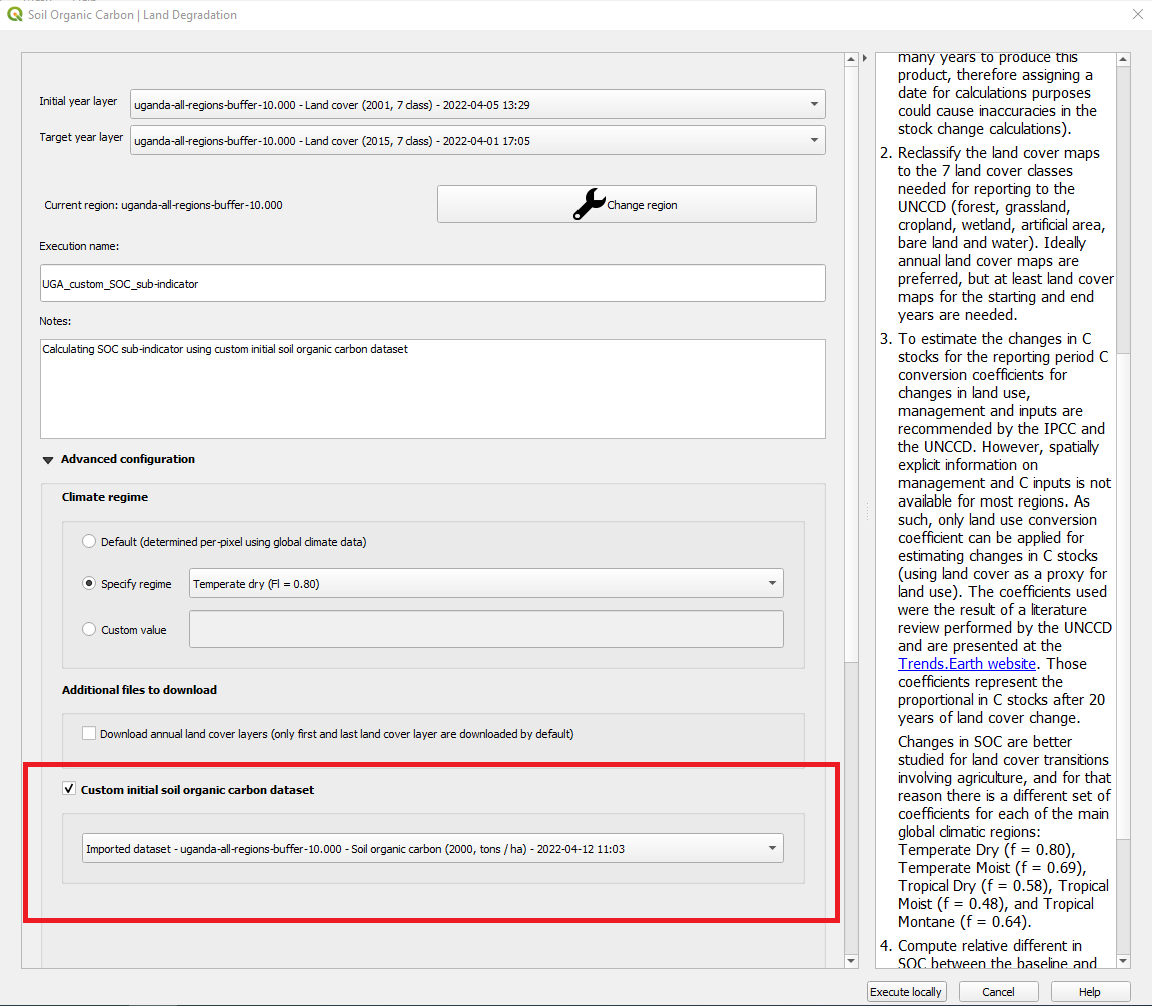 Soil Organic Carbon | Land Degradation
Initial year layer
uganda-all-regions-buffer-10.000 - Land cover (2001, 7 class) - 2022-04-05 13:29
Target year layer
uganda-all-regions-buffer-10.000 - Land cover (2015, 7 class) - 2022-04-01 17:05
Current region: uganda-all-regions-buffer-10.000
Change region
Execution name:
UGA_custom_SOC_sub-indicator
Notes:
Calculating SOC sub-indicator using custom initial soil organic carbon dataset
Advanced configuration
Climate regime
Default (determined per-pixel using global climate data)
Specify regime
Temperate dry (Fl = 0.80)
Custom value
Additional files to download
Download annual land cover layers (only first and last land cover layer are downloaded by default)
Custom initial soil organic carbon dataset
Imported dataset - uganda-all-regions-buffer-10.000 - Soil organic carbon (2000, tons / ha) - 2022-04-12 11:03
many years to produce this
product, therefore assigning a
date for calculations purposes
could cause inaccuracies in the
stock change calculations).
2. Reclassify the land cover maps
to the 7 land cover classes
needed for reporting to the
UNCCD (forest, grassland,
cropland, wetland, artificial area,
bare land and water). Ideally
annual land cover maps are
preferred, but at least land cover
maps for the starting and end
years are needed.
3. To estimate the changes in C
stocks for the reporting period C
conversion coefficients for
changes in land use,
management and inputs are
recommended by the IPCC and
the UNCCD. However, spatially
explicit information on
management and C inputs is not
available for most regions. As
such, only land use conversion
coefficient can be applied for
estimating changes in C stocks
(using land cover as a proxy for
land use). The coefficients used
were the result of a literature
review performed by the UNCCD
and are presented at the
Trends.Earth website. Those
coefficients represent the
proportional in C stocks after 20
years of land cover change.
Changes in SOC are better
studied for land cover transitions
involving agriculture, and for that
reason there is a different set of
coefficients for each of the main
global climatic regions:
Temperate Dry (f = 0.80),
Temperate Moist (f = 0.69),
Tropical Dry (f = 0.58), Tropical
Moist (f = 0.48), and Tropical
Montane (f = 0.64).
4. Compute relative different in
SOC between the baseline and
Execute locally
Cancel
Help